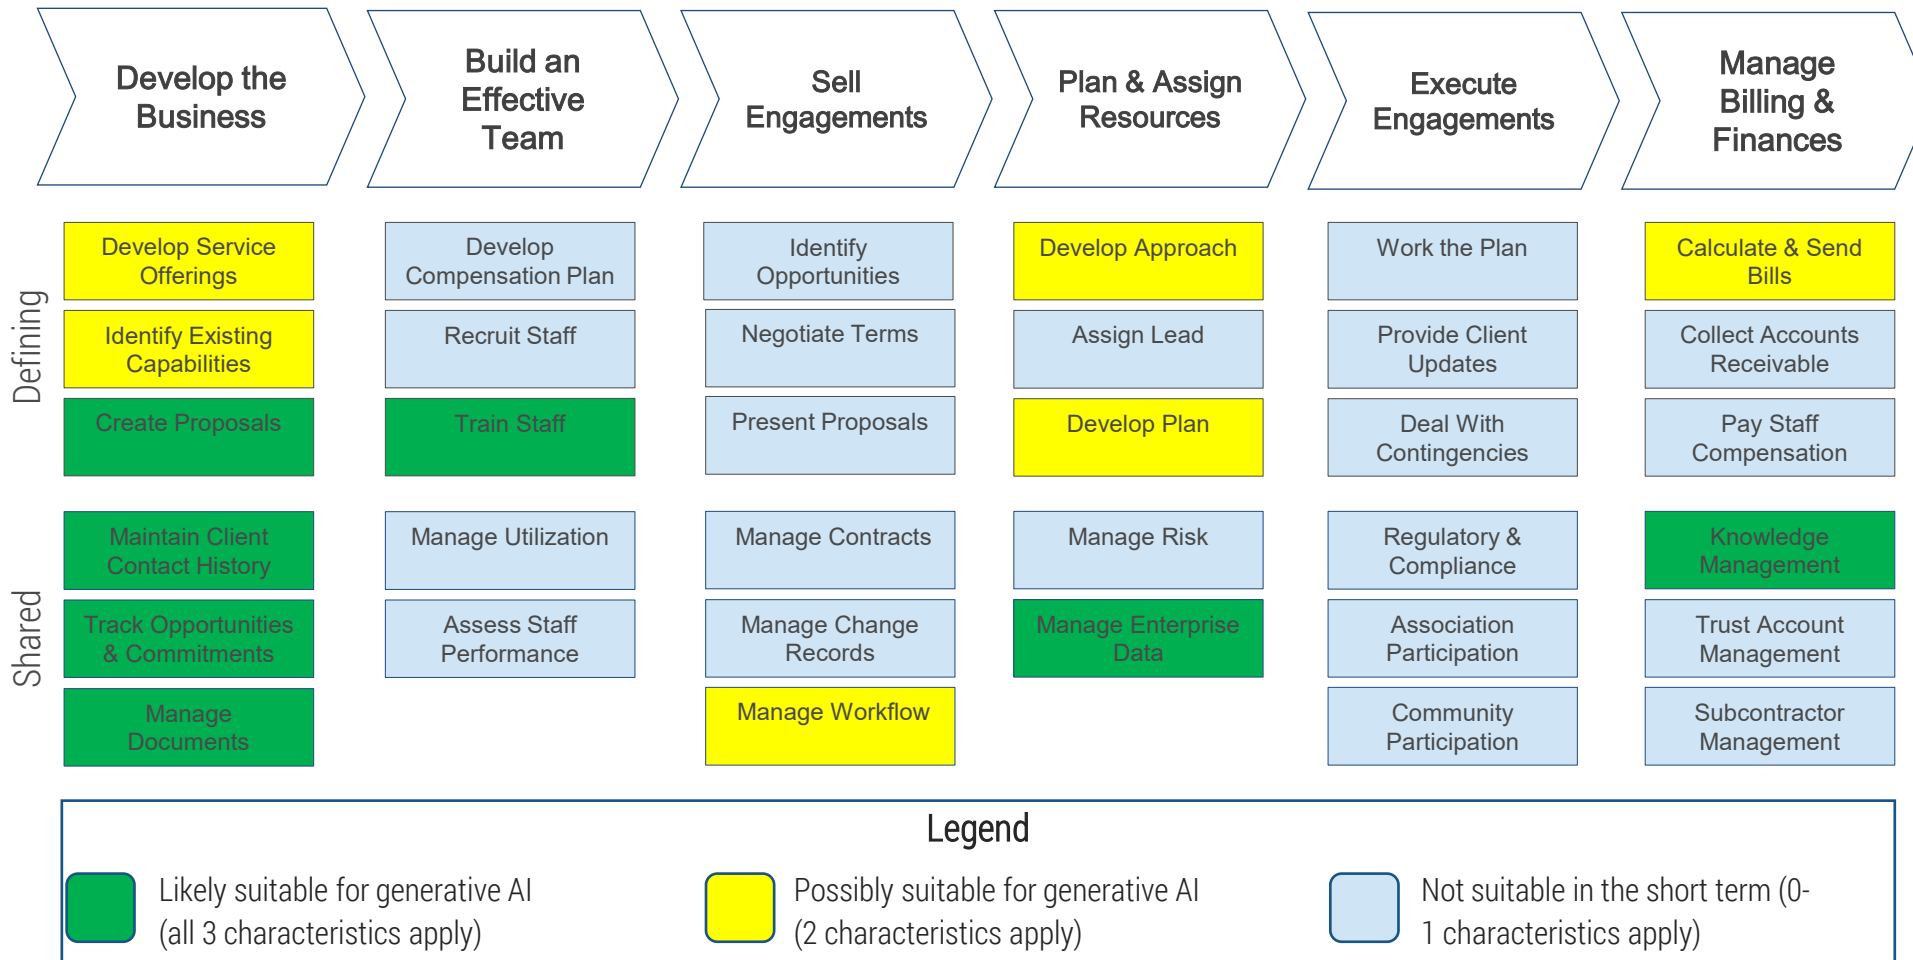 Develop the
Business
Build an
Effective
Team
Sell
Engagements
Plan & Assign
Resources
Execute
Engagements
Manage
Billing &
Finances
Defining
Develop Service
Offerings
Develop
Compensation Plan
Identify
Opportunities
Develop Approach
Work the Plan
Calculate & Send
Bills
Identify Existing
Capabilities
Recruit Staff
Negotiate Terms
Assign Lead
Provide Client
Updates
Collect Accounts
Receivable
Create Proposals
Train Staff
Present Proposals
Develop Plan
Deal With
Contingencies
Pay Staff
Compensation
Shared
Maintain Client
Contact History
Manage Utilization
Manage Contracts
Manage Risk
Regulatory &
Compliance
Knowledge
Management
Track Opportunities
& Commitments
Assess Staff
Performance
Manage Change
Records
Manage Enterprise
Data
Association
Participation
Trust Account
Management
Manage
Documents
Manage Workflow
Community
Participation
Subcontractor
Management
Legend
Likely suitable for generative AI
(all 3 characteristics apply)
Possibly suitable for generative AI
(2 characteristics apply)
Not suitable in the short term (0-
1 characteristics apply)